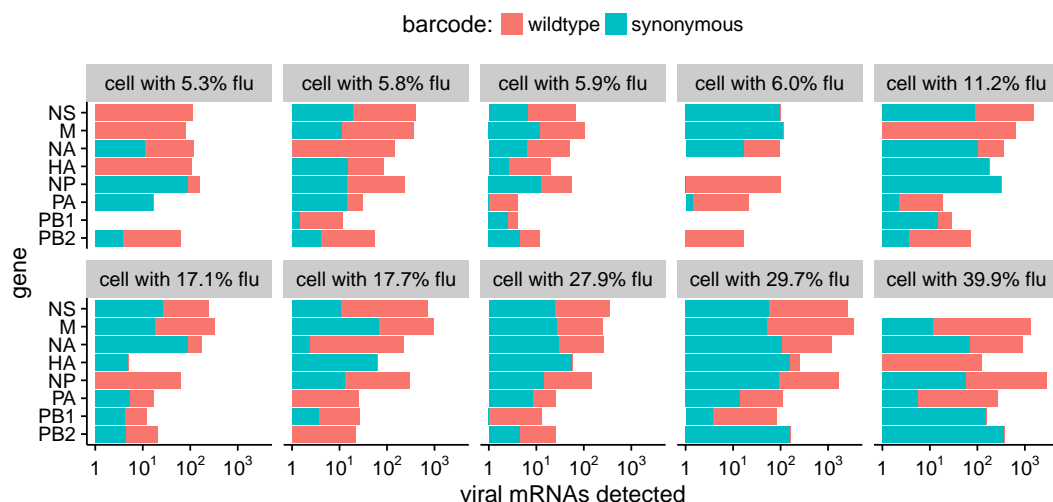 barcode: wildtype synonymous
cell with 5.3% flu cell with 5.8% flu cell with 5.9% flu cell with 6.0% flu cell with 11.2% flu
NS
M
NA
HA
NP
PA
PB1
PB2
gene
cell with 17.1% flu cell with 17.7% flu cell with 27.9% flu cell with 29.7% flu cell with 39.9% flu
NS
M
NA
HA
NP
PA
PB1
PB2
1 10¹ 10² 10³ 1 10¹ 10² 10³ 1 10¹ 10² 10³ 1 10¹ 10² 10³ 1 10¹ 10² 10³
viral mRNAs detected